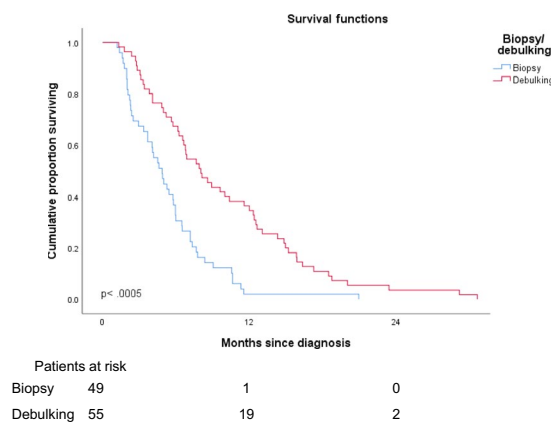 Survival functions
Biopsy/
debulking
Biopsy
Debulking
Cumulative proportion surviving
1.0
0.8
0.6
0.4
0.2
0.0
p< .0005
0 12 24
Months since diagnosis
Patients at risk
Biopsy 49 1 0
Debulking 55 19 2